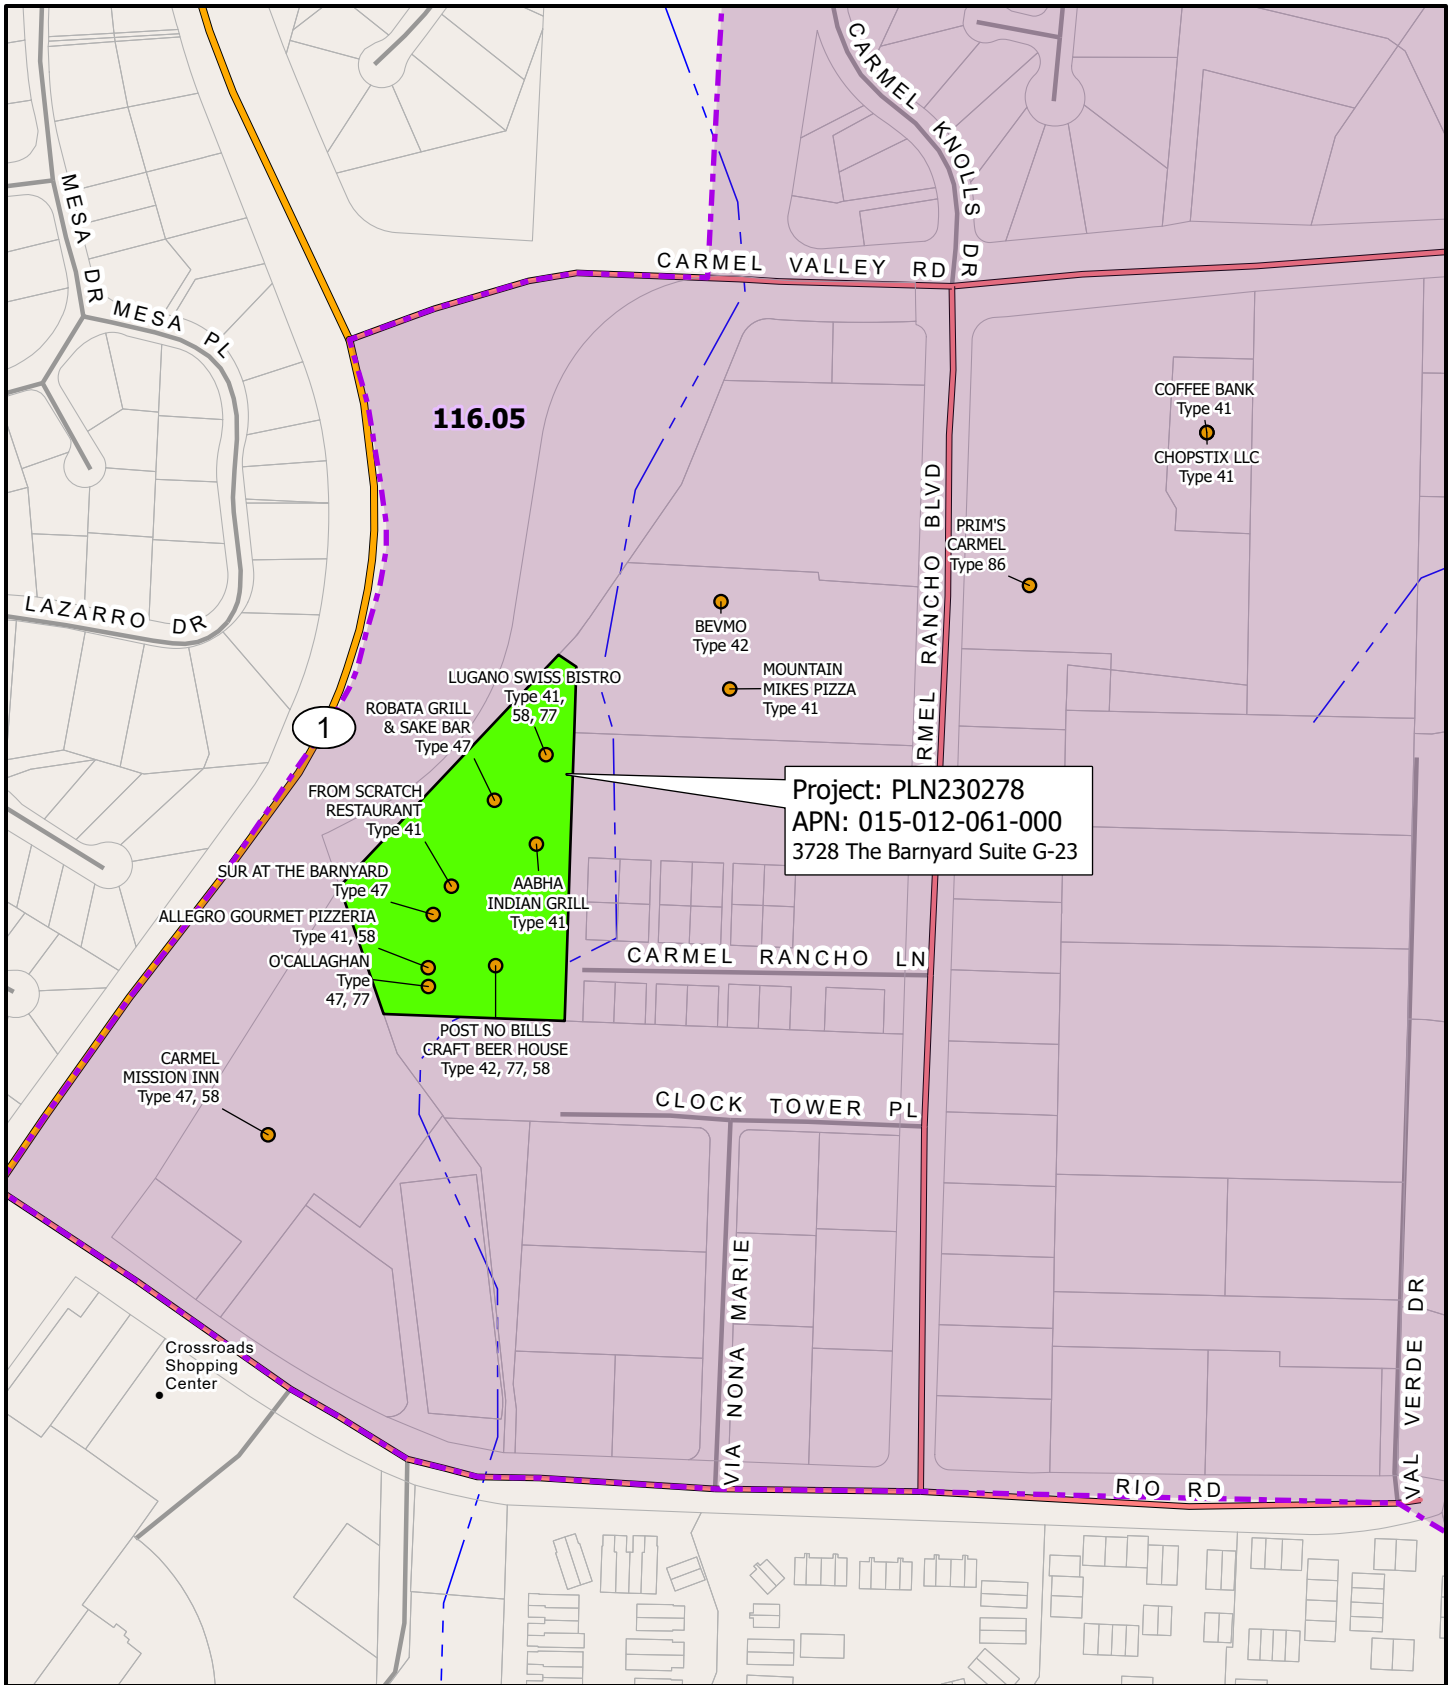 CARMEL KNOLLS DR
MESA DR
CARMEL VALLEY RD
MESA PL
116.05
COFFEE BANK
Type 41
CHOPSTIX LLC
Type 41
RMEL RANCHO BLVD
PRIM'S
CARMEL
Type 86
LAZARRO DR
BEVMO
Type 42
MOUNTAIN
MIKES PIZZA
Type 41
LUGANO SWISS BISTRO
Type 41,
58, 77
ROBATA GRILL
& SAKE BAR
Type 47
1
FROM SCRATCH
RESTAURANT
Type 41
Project: PLN230278
APN: 015-012-061-000
3728 The Barnyard Suite G-23
SUR AT THE BARNYARD
Type 47
AABHA
INDIAN GRILL
Type 41
ALLEGRO GOURMET PIZZERIA
Type 41, 58
O'CALLAGHAN
Type
47, 77
CARMEL RANCHO LN
POST NO BILLS
CRAFT BEER HOUSE
Type 42, 77, 58
CARMEL
MISSION INN
Type 47, 58
CLOCK TOWER PL
VIA NONA MARIE
VAL VERDE DR
Crossroads
Shopping
Center
RIO RD